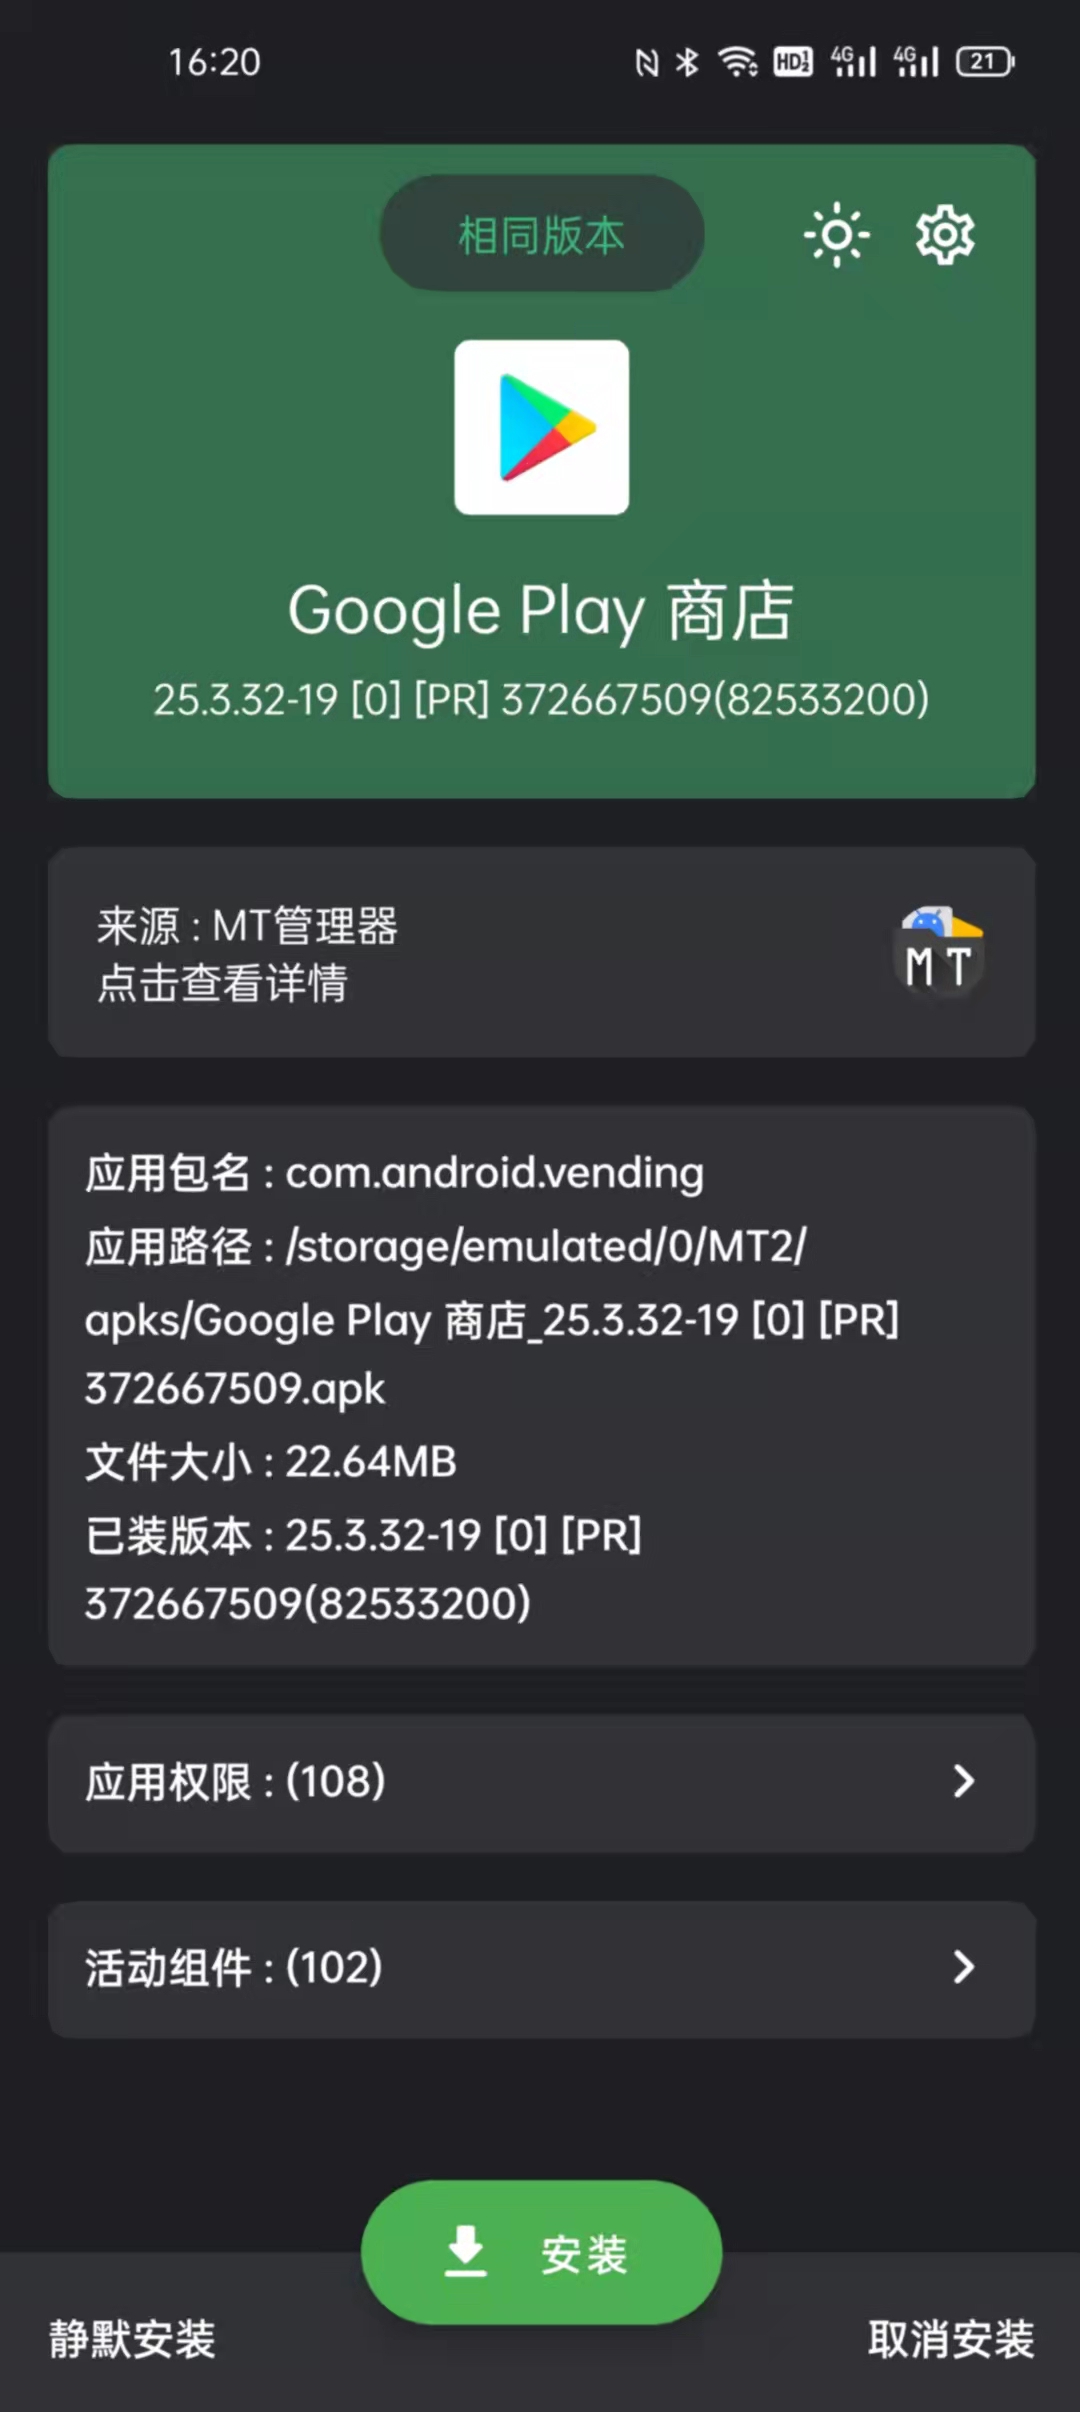 16:20
HD 1 2 4G 4G 21
相同版本
Google Play 商店
25.3.32-19 [0] [PR] 372667509(82533200)
来源 : MT管理器
点击查看详情
MT
应用包名 : com.android.vending
应用路径 : /storage/emulated/0/MT2/
apks/Google Play 商店_25.3.32-19 [0] [PR]
372667509.apk
文件大小 : 22.64MB
已装版本 : 25.3.32-19 [0] [PR]
372667509(82533200)
应用权限 : (108)
活动组件 : (102)
安装
静默安装
取消安装